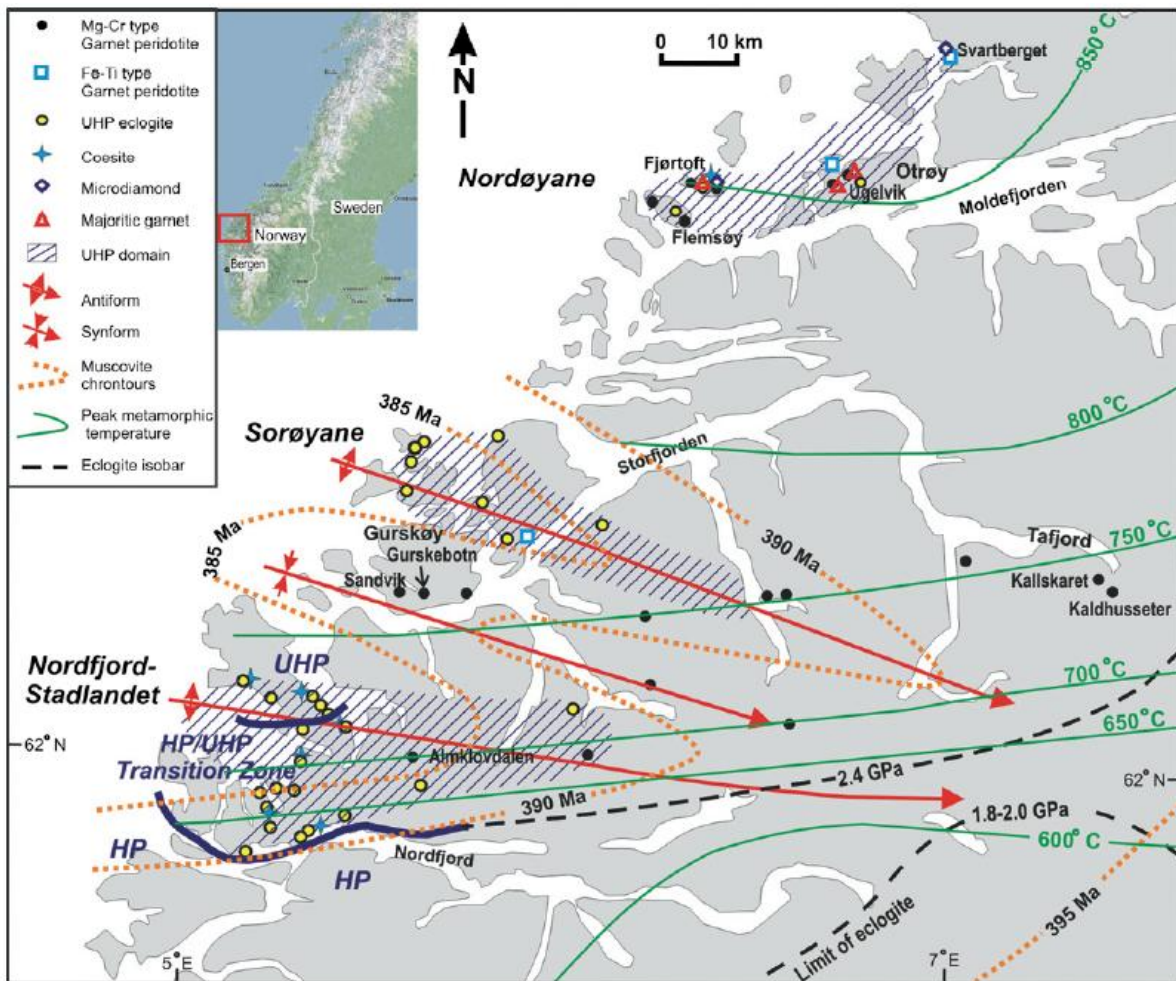 Mg-Cr type
Garnet peridotite
Fe-Ti type
Garnet peridotite
UHP eclogite
Coesite
Microdiamond
Majoritic garnet
UHP domain
Antiform
Synform
Muscovite
chrontours
Peak metamorphic
temperature
Eclogite isobar
Sweden
Norway
Bergen
N
0 10 km
Svartberget
850°C
Nordøyane
Fjørtoft
Otrøy
Ugelvik
Moldefjorden
Flemsøy
385 Ma
800°C
Sorøyane
Storfjorden
385 Ma
Gurskøy
Gurskebotn
Sandvik
390 Ma
Tafjord
750°C
Kallskaret
Kaldhusseter
Nordfjord-
Stadlandet
UHP
700°C
650°C
62°N
HP/UHP
Transition Zone
Almklovdalen
390 Ma
2.4 GPa
62°N
1.8-2.0 GPa
600°C
HP
HP
Nordfjord
Limit of eclogite
395 Ma
5°E
7°E